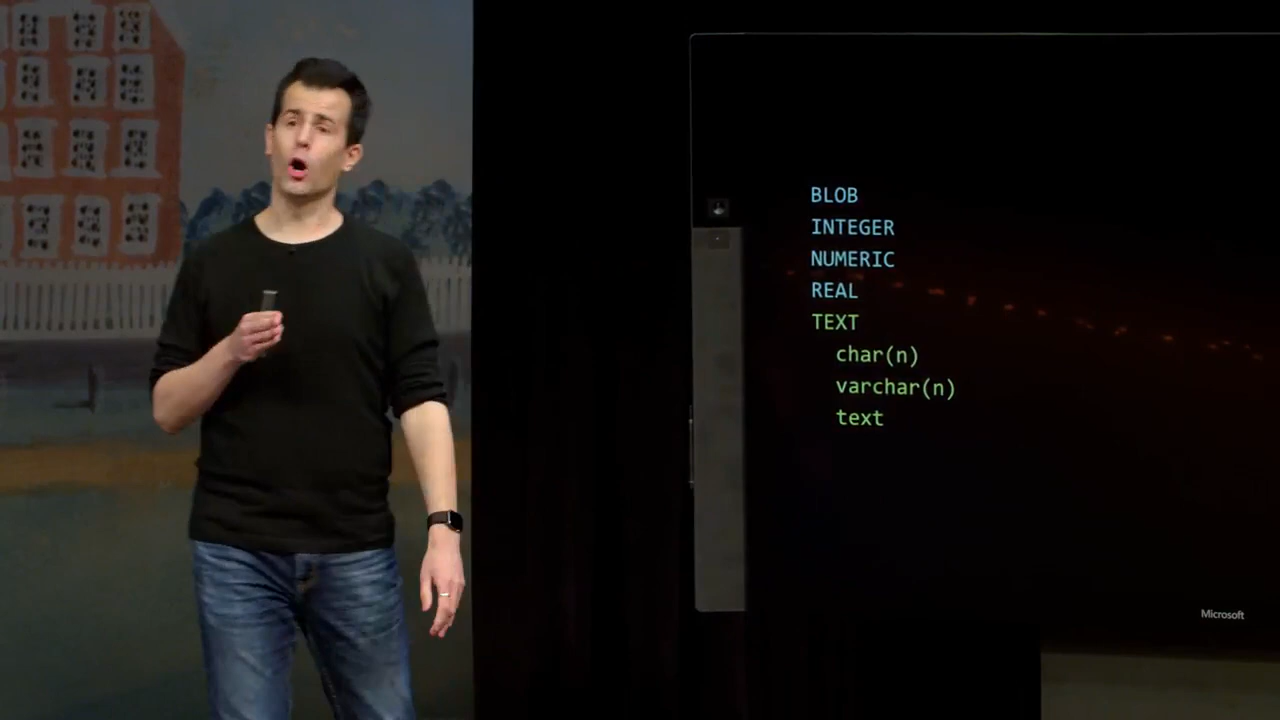 BLOB
INTEGER
NUMERIC
REAL
TEXT
char(n)
varchar(n)
text
Microsoft